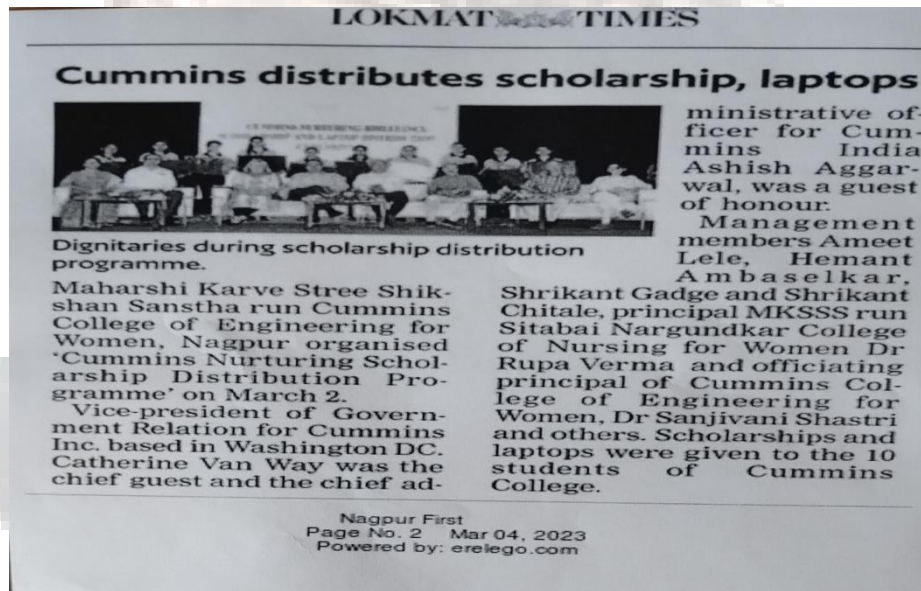 LOKMAT TIMES
Cummins distributes scholarship, laptops
CUMMINS NURTURING BRILLIANCE
SCHOLARSHIP AND LAPTOP DISTRIBUTION
Dignitaries during scholarship distribution
programme.
Maharshi Karve Stree Shik-
shan Sanstha run Cummins
College of Engineering for
Women, Nagpur organised
‘Cummins Nurturing Schol-
arship Distribution Pro-
gramme’ on March 2.
Vice-president of Govern-
ment Relation for Cummins
Inc. based in Washington DC.
Catherine Van Way was the
chief guest and the chief ad-
ministrative of-
ficer for Cum-
mins India
Ashish Aggar-
wal, was a guest
of honour.
Management
members Ameet
Lele, Hemant
Ambaselkar,
Shrikant Gadge and Shrikant
Chitale, principal MKSSS run
Sitabai Nargundkar College
of Nursing for Women Dr
Rupa Verma and officiating
principal of Cummins Col-
lege of Engineering for
Women, Dr Sanjivani Shastri
and others. Scholarships and
laptops were given to the 10
students of Cummins
College.
Nagpur First
Page No. 2 Mar 04, 2023
Powered by: erelego.com